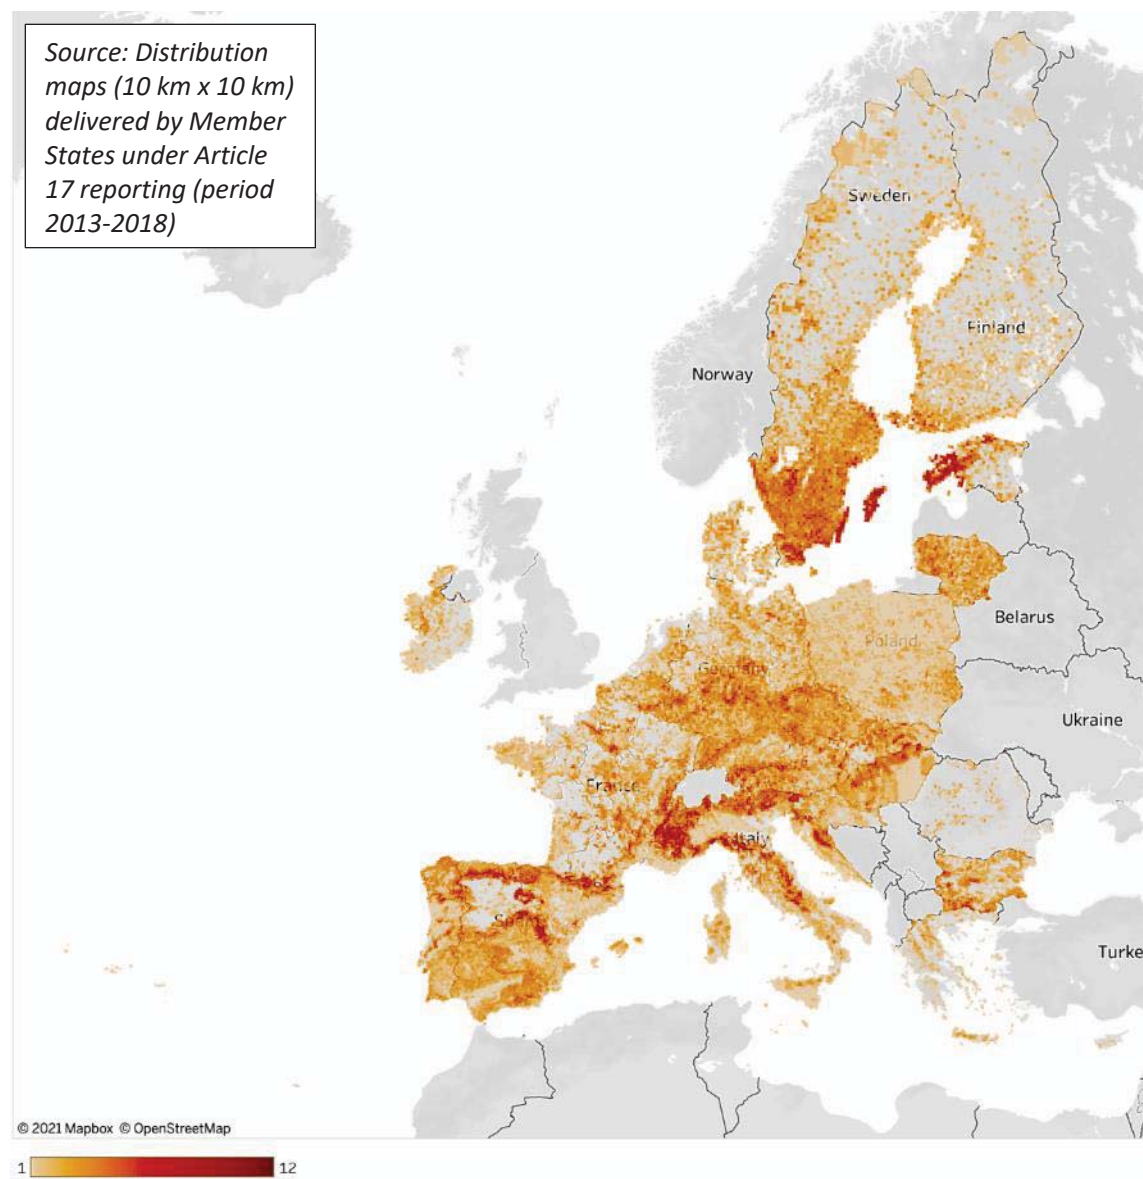 Source: Distribution
maps (10 km x 10 km)
delivered by Member
States under Article
17 reporting (period
2013-2018)
Sweden
Finland
Norway
Belarus
Poland
Germany
Ukraine
France
Italy
Spain
Turke
© 2021 Mapbox © OpenStreetMap
1 12